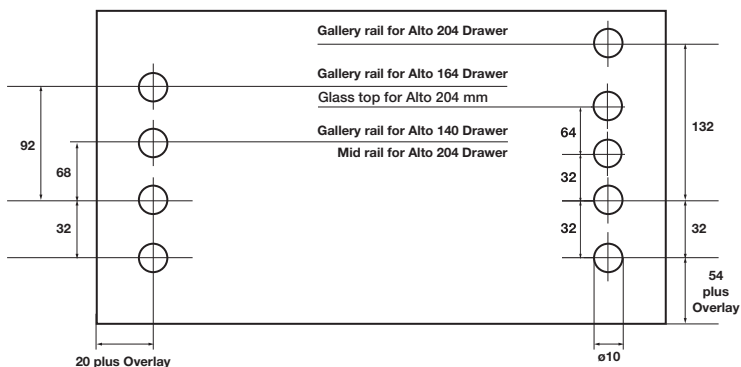 Gallery rail for Alto 204 Drawer
Gallery rail for Alto 164 Drawer
Glass top for Alto 204 mm
Gallery rail for Alto 140 Drawer
Mid rail for Alto 204 Drawer
92
68
32
64
32
32
132
32
54
plus
Overlay
20 plus Overlay
ø10